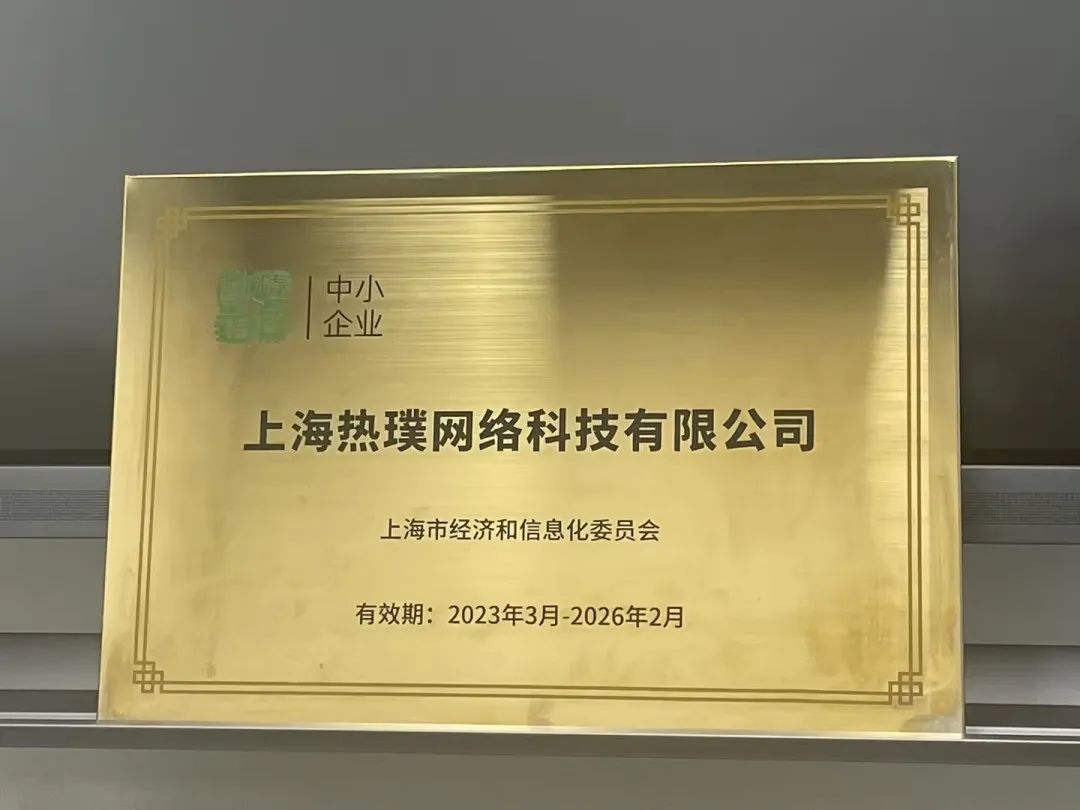 中小
企业
上海热璞网络科技有限公司
上海市经济和信息化委员会
有效期：2023年3月-2026年2月